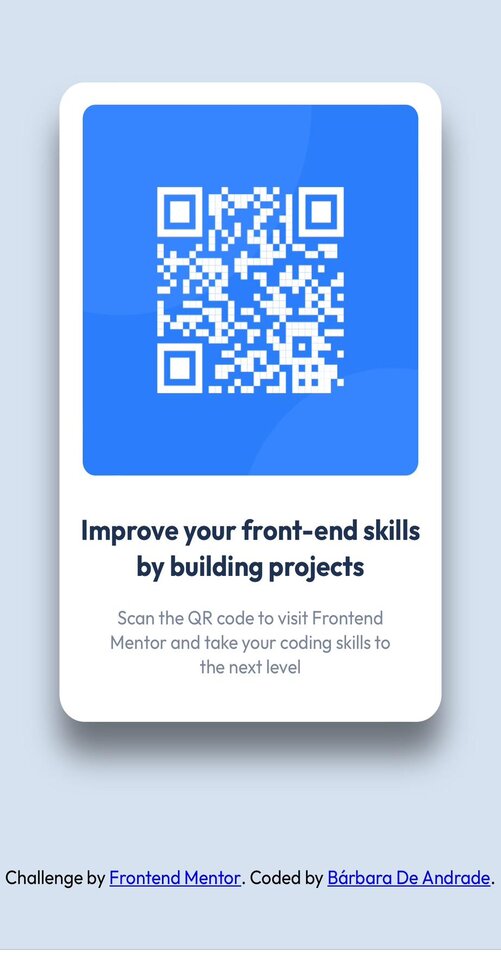 Improve your front-end skills
by building projects
Scan the QR code to visit Frontend
Mentor and take your coding skills to
the next level
Challenge by Frontend Mentor. Coded by Bárbara De Andrade.